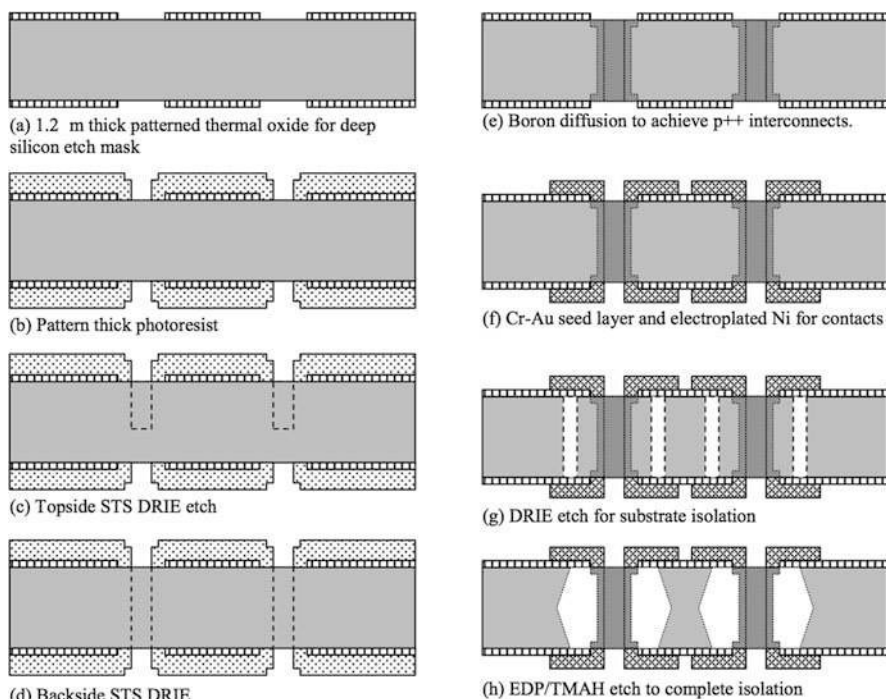 (a) 1.2 m thick patterned thermal oxide for deep
silicon etch mask
(b) Pattern thick photoresist
(c) Topside STS DRIE etch
(d) Backside STS DRIE
(e) Boron diffusion to achieve p++ interconnects.
(f) Cr-Au seed layer and electroplated Ni for contacts
(g) DRIE etch for substrate isolation
(h) EDP/TMAH etch to complete isolation